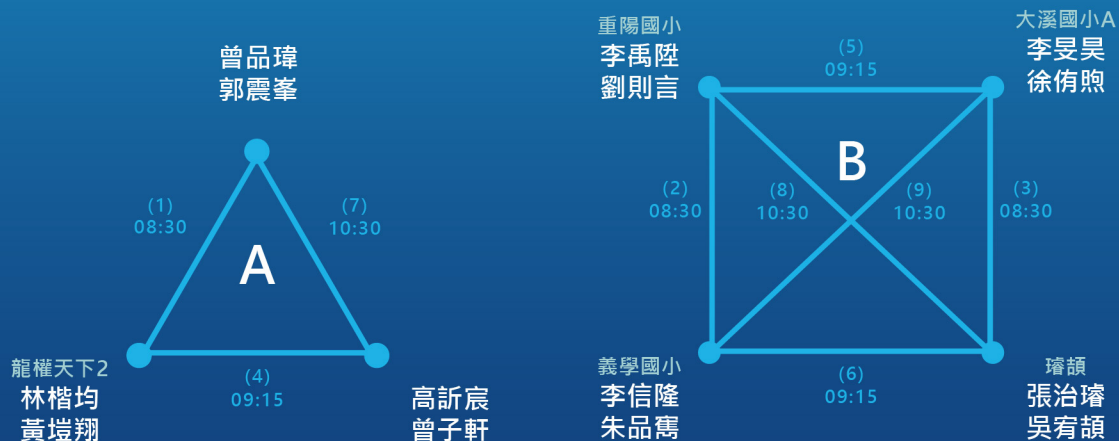 曾品瑋
郭震峯
(1)
08:30
(7)
10:30
A
龍權天下2
林楷均
黃塏翔
(4)
09:15
高訢宸
曾子軒
重陽國小
李禹陞
劉則言
(5)
09:15
大溪國小A
李旻昊
徐侑煦
B
(2)
08:30
(8)
10:30
(9)
10:30
(3)
08:30
義學國小
李信隆
朱品寯
(6)
09:15
璿頡
張治璿
吳宥頡